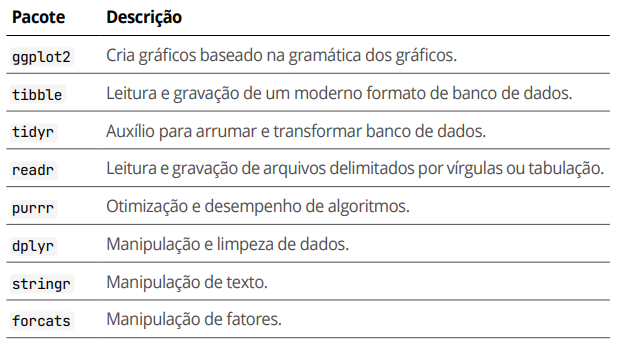 Pacote Descrição
ggplot2 Cria gráficos baseado na gramática dos gráficos.
tibble Leitura e gravação de um moderno formato de banco de dados.
tidyr Auxílio para arrumar e transformar banco de dados.
readr Leitura e gravação de arquivos delimitados por vírgulas ou tabulação.
purrr Otimização e desempenho de algoritmos.
dplyr Manipulação e limpeza de dados.
stringr Manipulação de texto.
forcats Manipulação de fatores.